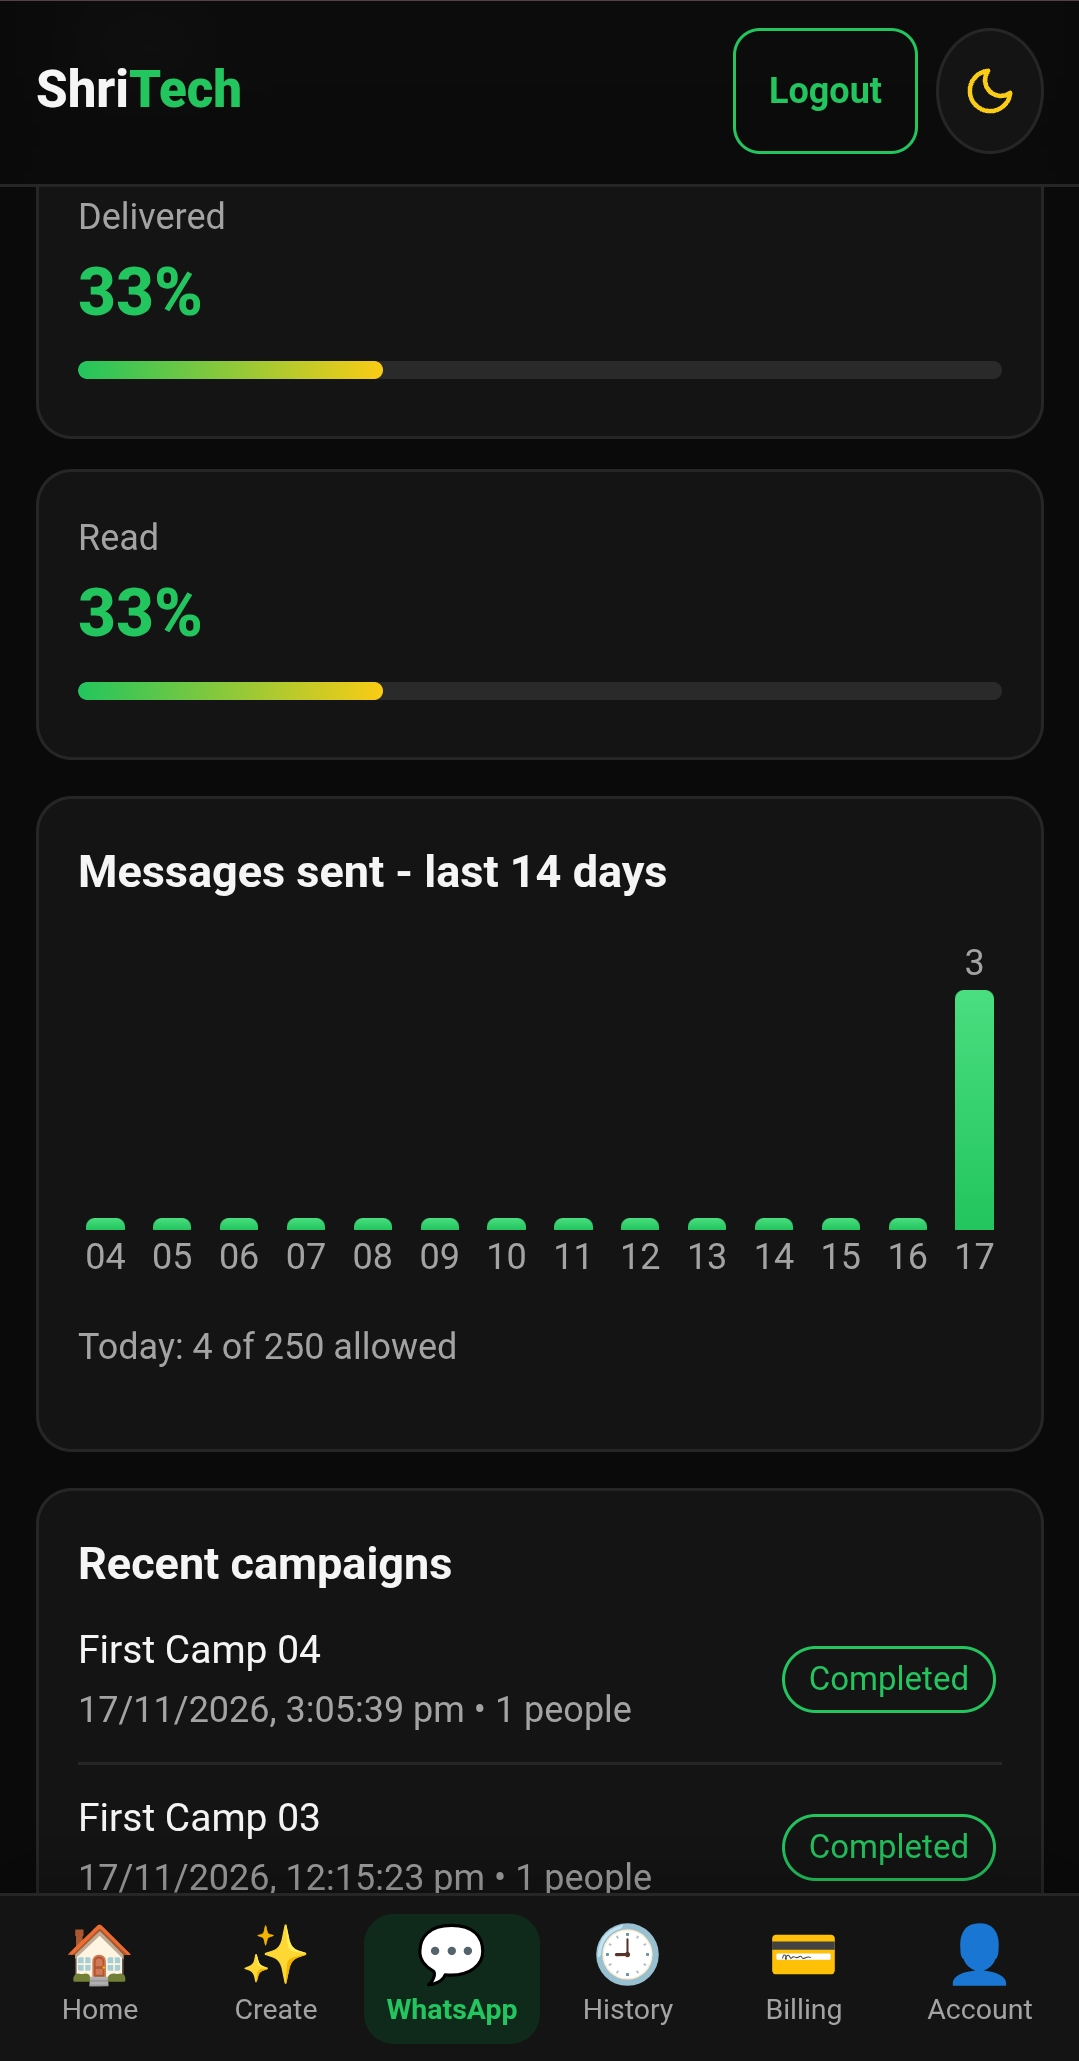 ShriTech
Logout
Delivered
33%
Read
33%
Messages sent - last 14 days
3
04 05 06 07 08 09 10 11 12 13 14 15 16 17
Today: 4 of 250 allowed
Recent campaigns
First Camp 04
17/11/2026, 3:05:39 pm • 1 people
Completed
First Camp 03
17/11/2026, 12:15:23 pm • 1 people
Completed
Home Create WhatsApp History Billing Account